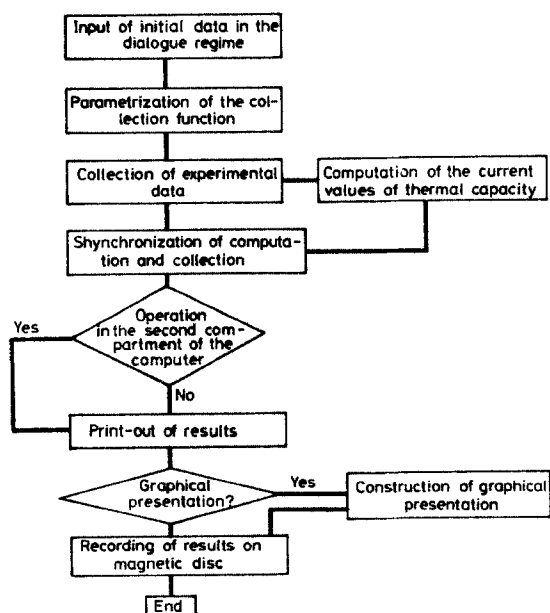 Input of initial data in the
dialogue regime
Parametrization of the col-
lection function
Collection of experimental
data
Computation of the current
values of thermal capacity
Shynchronization of computa-
tion and collection
Yes
Operation
in the second com-
partment of the
computer
No
Print-out of results
Graphical
presentation?
Yes
Construction of graphical
presentation
Recording of results on
magnetic disc
End